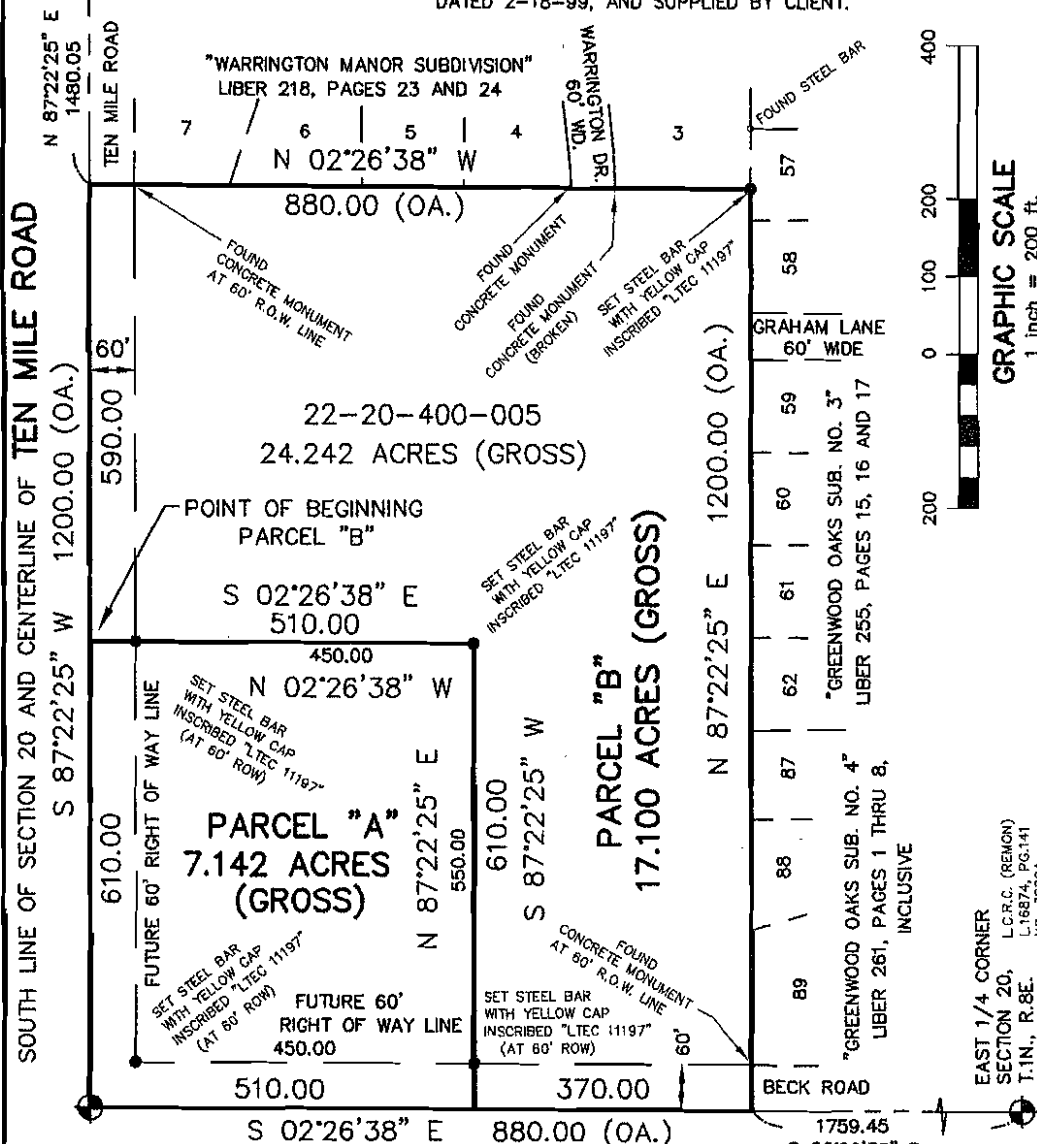 DATED 2-18-99, AND SUPPLIED BY CLIENT.
N 87°22'25" E
1480.05
TEN MILE ROAD
"WARRINGTON MANOR SUBDIVISION"
LIBER 218, PAGES 23 AND 24
WARRINGTON DR.
60' WD.
FOUND STEEL BAR
7
6
5
4
3
N 02°26'38" W
880.00 (OA.)
57
58
FOUND
CONCRETE MONUMENT
AT 60' R.O.W. LINE
FOUND
CONCRETE MONUMENT
FOUND
CONCRETE MONUMENT
(BROKEN)
SET STEEL BAR
WITH YELLOW CAP
INSCRIBED "LTEC 11197"
GRAHAM LANE
60' WIDE
400
200
100
0
200
GRAPHIC SCALE
1 inch = 200 ft.
SOUTH LINE OF SECTION 20 AND CENTERLINE OF TEN MILE ROAD
S 87°22'25" W 1200.00 (OA.)
60'
590.00
22-20-400-005
24.242 ACRES (GROSS)
N 87°22'25" E 1200.00 (OA.)
59
60
61
62
"GREENWOOD OAKS SUB. NO. 3"
LIBER 255, PAGES 15, 16 AND 17
POINT OF BEGINNING
PARCEL "B"
SET STEEL BAR
WITH YELLOW CAP
INSCRIBED "LTEC 11197"
S 02°26'38" E
510.00
450.00
N 02°26'38" W
PARCEL "B"
17.100 ACRES (GROSS)
SET STEEL BAR
WITH YELLOW CAP
INSCRIBED "LTEC 11197"
(AT 60' ROW)
610.00
FUTURE 60' RIGHT OF WAY LINE
PARCEL "A"
7.142 ACRES
(GROSS)
N 87°22'25" E
550.00
610.00
S 87°22'25" W
87
88
89
"GREENWOOD OAKS SUB. NO. 4"
LIBER 261, PAGES 1 THRU 8,
INCLUSIVE
SET STEEL BAR
WITH YELLOW CAP
INSCRIBED "LTEC 11197"
(AT 60' ROW)
FUTURE 60'
RIGHT OF WAY LINE
450.00
SET STEEL BAR
WITH YELLOW CAP
INSCRIBED "LTEC 11197"
(AT 60' ROW)
FOUND
CONCRETE MONUMENT
AT 60' R.O.W. LINE
60'
510.00
370.00
BECK ROAD
S 02°26'38" E 880.00 (OA.)
1759.45
EAST 1/4 CORNER
SECTION 20,
T.1N., R.8E.
L.C.R.C. (REMON)
L.16874, PG.141